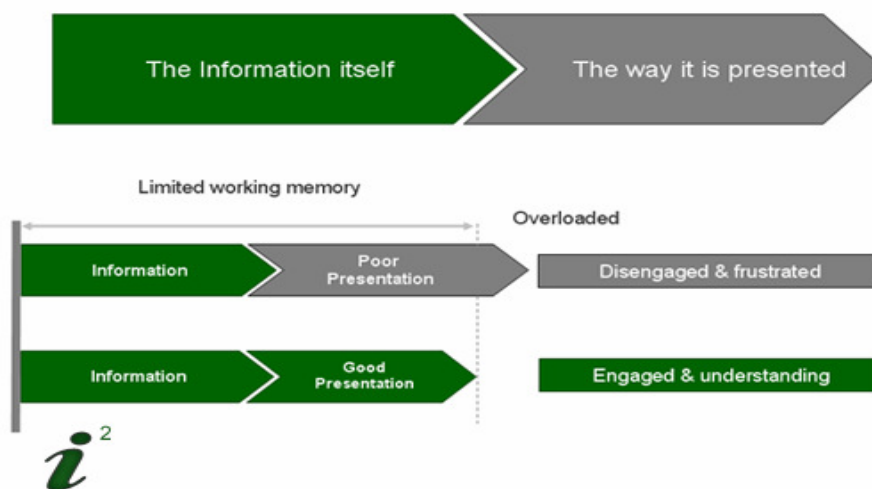 The Information itself
The way it is presented
Limited working memory
Overloaded
Information
Poor
Presentation
Disengaged & frustrated
Information
Good
Presentation
Engaged & understanding
i 2